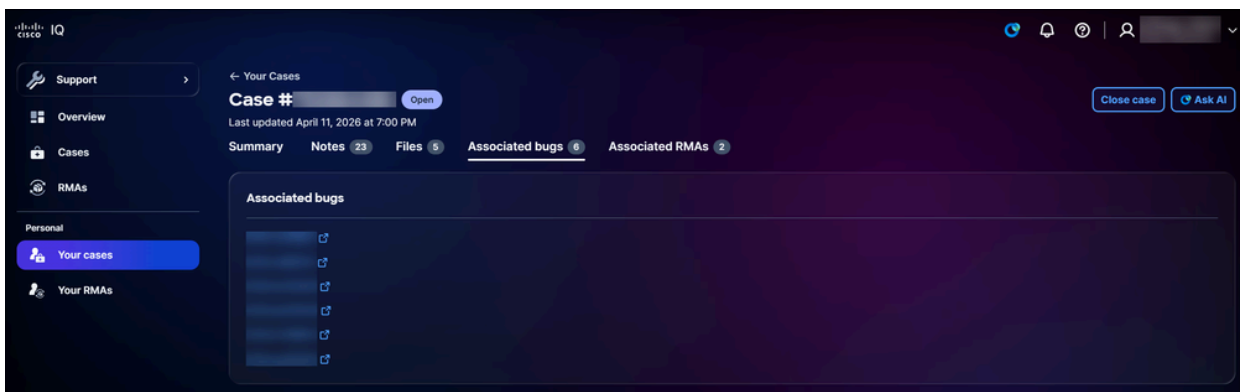 cisco IQ
Support
Overview
Cases
RMAs
Personal
Your cases
Your RMAs
← Your Cases
Case # Open
Last updated April 11, 2026 at 7:00 PM
Close case
Ask AI
Summary Notes 23 Files 5 Associated bugs 6 Associated RMAs 2
Associated bugs